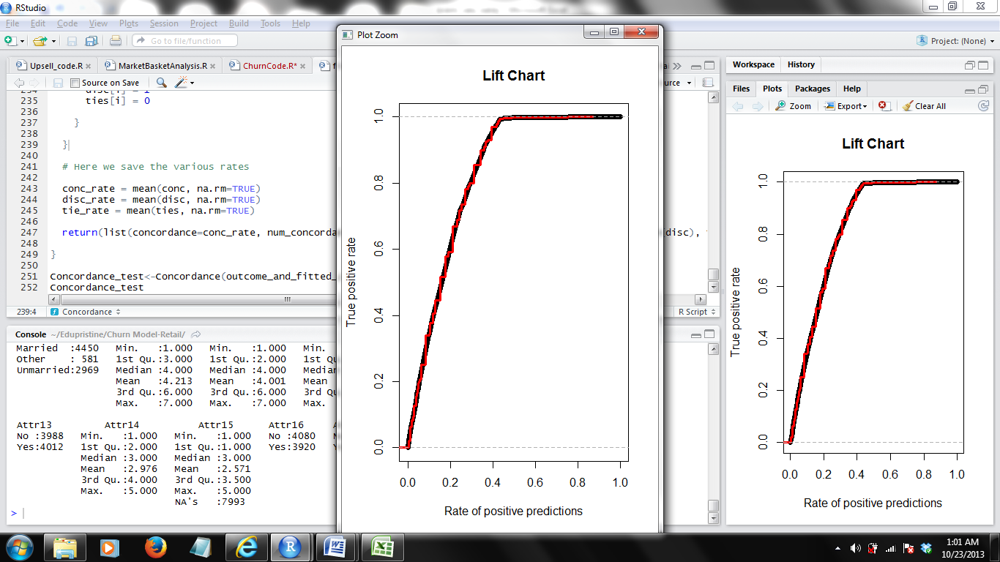 RStudio
File Edit Code View Plots Session Project Build Tools Help
Go to file/function
Project: (None)
Upsell_code.R MarketBasketAnalysis.R ChurnCode.R*
Source on Save
234 disc[i] = 1
235 ties[i] = 0
236
237 }
238
239 }
240
241 # Here we save the various rates
242
243 conc_rate = mean(conc, na.rm=TRUE)
244 disc_rate = mean(disc, na.rm=TRUE)
245 tie_rate = mean(ties, na.rm=TRUE)
246
247 return(list(concordance=conc_rate, num_concorda
(disc),
248
249 }
250
251 Concordance_test<-Concordance(outcome_and_fitted_
252 Concordance_test
239:4 Concordance
R Script
Console ~/Edupristine/Churn Model-Retail/
Married :4450 Min. :1.000 Min. :1.000 Min.
Other : 581 1st Qu.:3.000 1st Qu.:2.000 1st Qu
Unmarried:2969 Median :4.000 Median :4.000 Median
Mean :4.213 Mean :4.001 Mean
3rd Qu.:6.000 3rd Qu.:6.000 3rd Qu
Max. :7.000 Max. :7.000 Max.
Attr13 Attr14 Attr15 Attr16
No :3988 Min. :1.000 Min. :1.000 No :4080
Yes:4012 1st Qu.:2.000 1st Qu.:1.000 Yes:3920
Median :3.000 Median :3.000
Mean :2.976 Mean :2.571
3rd Qu.:4.000 3rd Qu.:3.500
Max. :5.000 Max. :5.000
NA's :7993
>
Plot Zoom
Lift Chart
True positive rate
1.0
0.8
0.6
0.4
0.2
0.0
0.0 0.2 0.4 0.6 0.8 1.0
Rate of positive predictions
Workspace History
Files Plots Packages Help
Zoom Export Clear All
Lift Chart
True positive rate
1.0
0.8
0.6
0.4
0.2
0.0
0.0 0.2 0.4 0.6 0.8 1.0
Rate of positive predictions
1:01 AM
10/23/2013